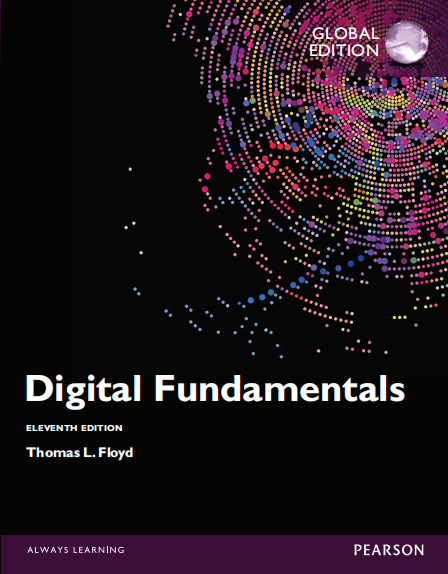 GLOBAL
EDITION
Digital Fundamentals
ELEVENTH EDITION
Thomas L. Floyd
ALWAYS LEARNING
PEARSON